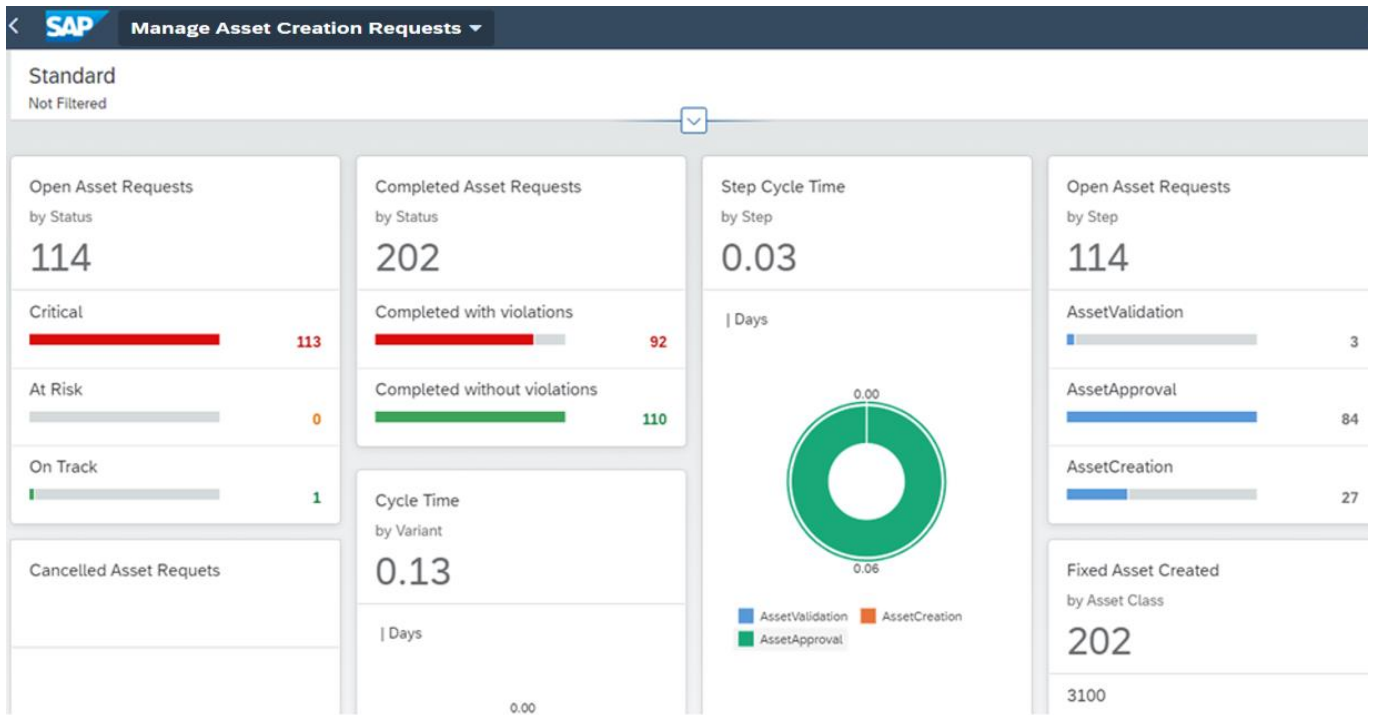 SAP
Manage Asset Creation Requests
Standard
Not Filtered
Open Asset Requests
by Status
114
Critical
113
At Risk
0
On Track
1
Cancelled Asset Requets
Completed Asset Requests
by Status
202
Completed with violations
92
Completed without violations
110
Cycle Time
by Variant
0.13
| Days
0.00
Step Cycle Time
by Step
0.03
| Days
0.00
0.06
AssetValidation
AssetCreation
AssetApproval
Open Asset Requests
by Step
114
AssetValidation
3
AssetApproval
84
AssetCreation
27
Fixed Asset Created
by Asset Class
202
3100